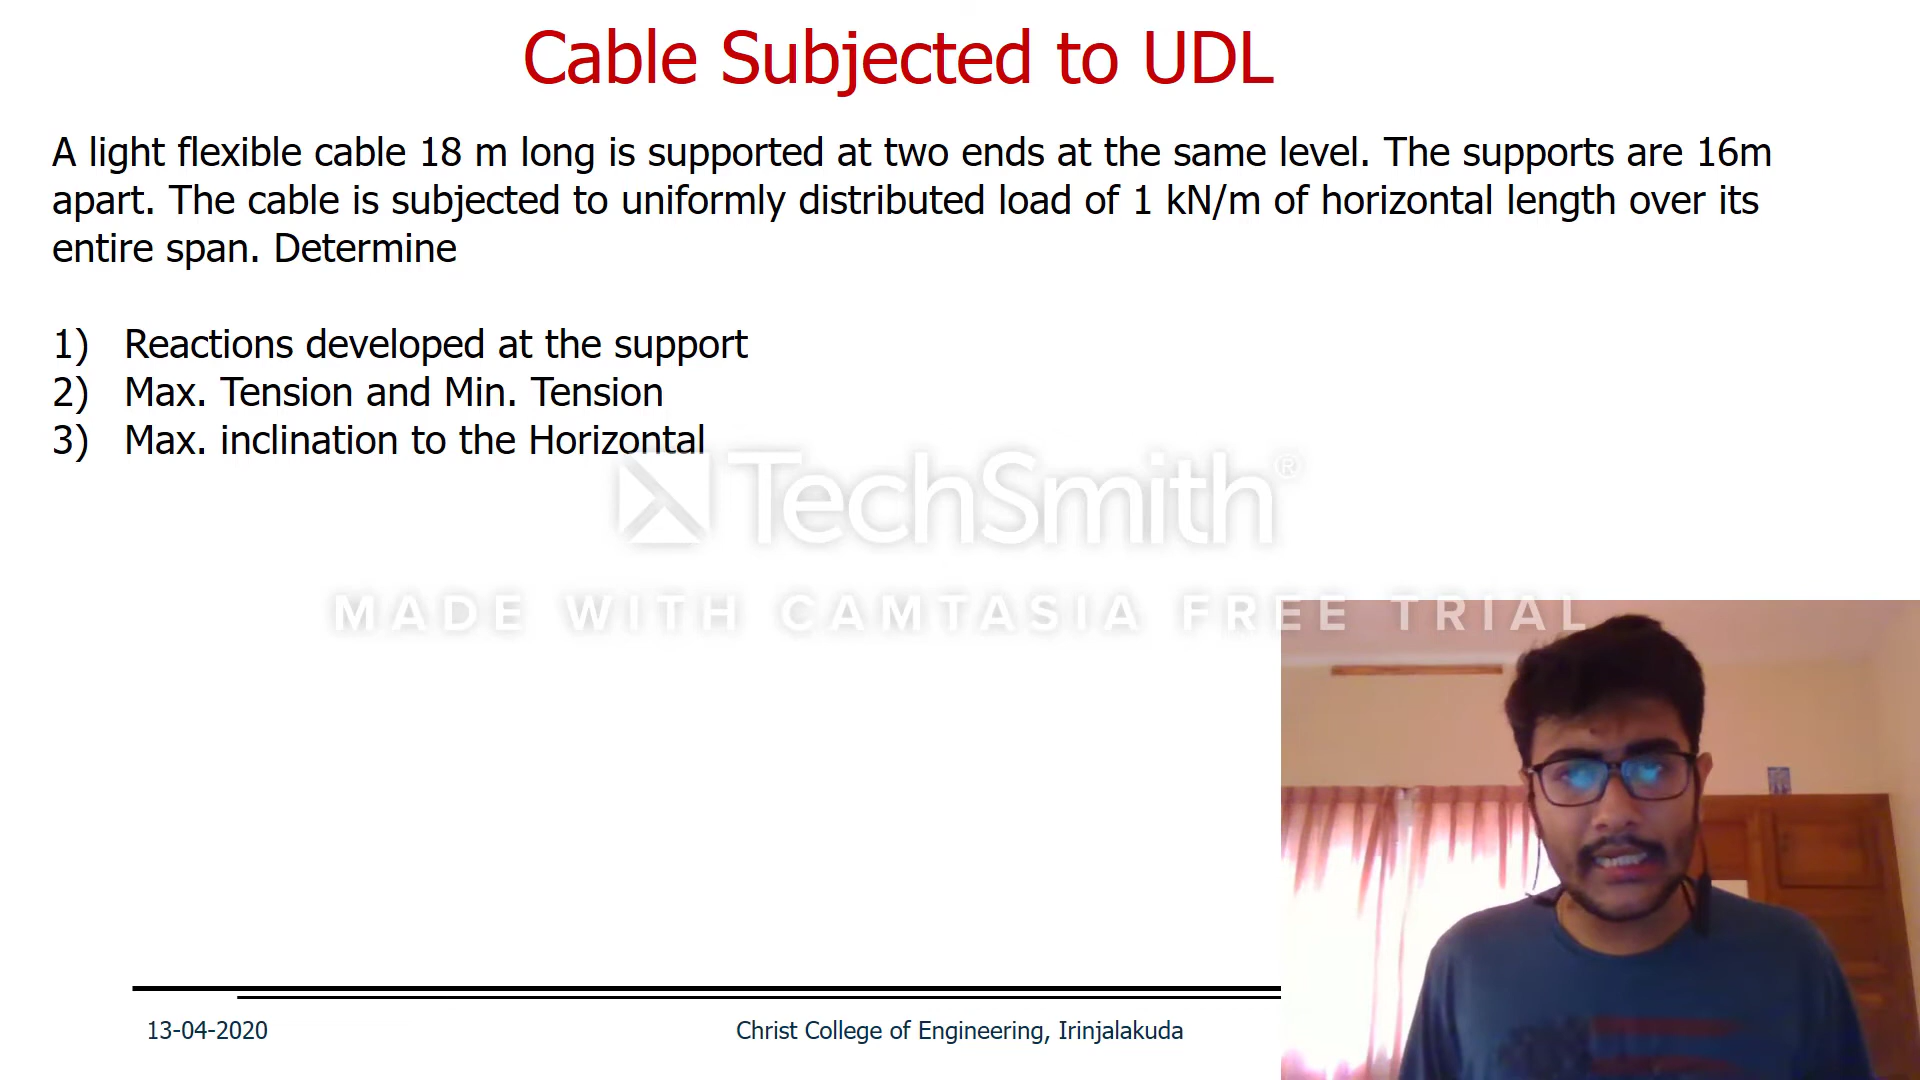 Cable Subjected to UDL
A light flexible cable 18 m long is supported at two ends at the same level. The supports are 16m
apart. The cable is subjected to uniformly distributed load of 1 kN/m of horizontal length over its
entire span. Determine
1) Reactions developed at the support
2) Max. Tension and Min. Tension
3) Max. inclination to the Horizontal
TechSmith®
MADE WITH CAMTASIA FREE TRIAL
13-04-2020
Christ College of Engineering, Irinjalakuda